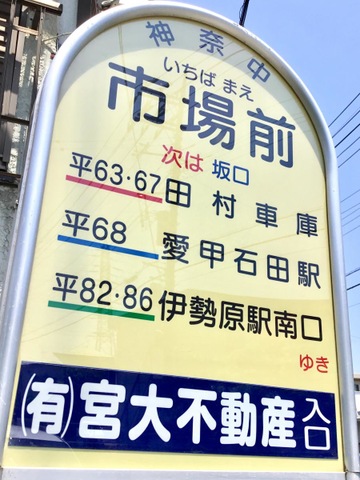 神奈中
いちば まえ
市場前
次は 坂口
平63·67 田村車庫
平68 愛甲石田駅
平82·86 伊勢原駅南口
ゆき
(有)宮大不動産入口